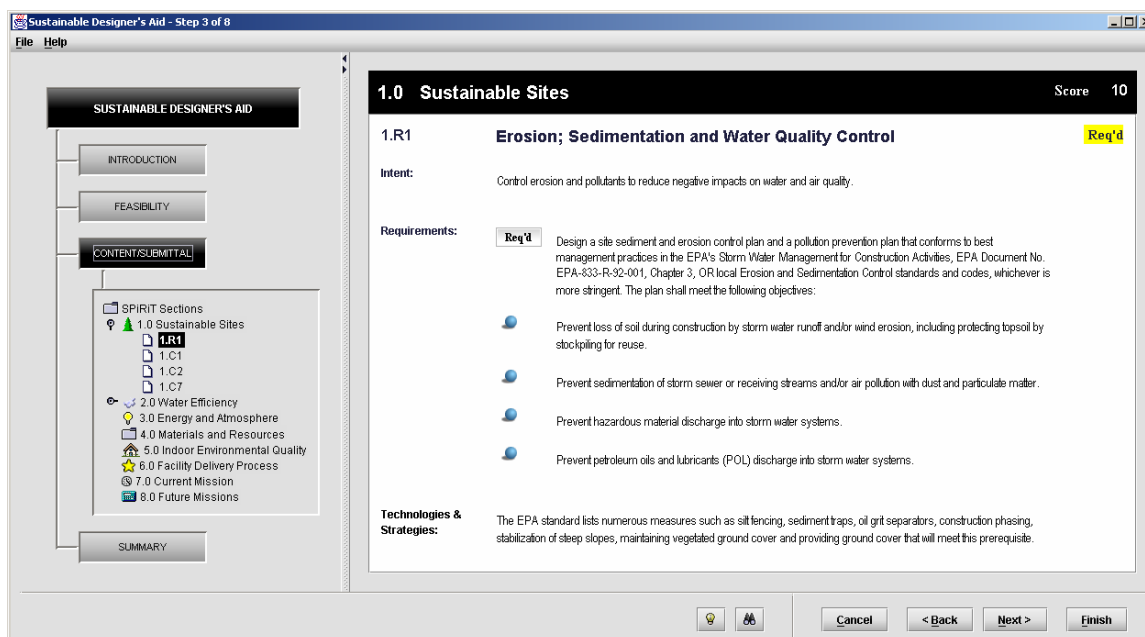 Sustainable Designer's Aid - Step 3 of 8
File Help
SUSTAINABLE DESIGNER'S AID
INTRODUCTION
FEASIBILITY
CONTENT/SUBMITTAL
SPiRiT Sections
1.0 Sustainable Sites
1.R1
1.C1
1.C2
1.C7
2.0 Water Efficiency
3.0 Energy and Atmosphere
4.0 Materials and Resources
5.0 Indoor Environmental Quality
6.0 Facility Delivery Process
7.0 Current Mission
8.0 Future Missions
SUMMARY
1.0 Sustainable Sites Score 10
1.R1 Erosion; Sedimentation and Water Quality Control Req'd
Intent: Control erosion and pollutants to reduce negative impacts on water and air quality.
Requirements: Req'd Design a site sediment and erosion control plan and a pollution prevention plan that conforms to best
management practices in the EPA's Storm Water Management for Construction Activities, EPA Document No.
EPA-833-R-92-001, Chapter 3, OR local Erosion and Sedimentation Control standards and codes, whichever is
more stringent. The plan shall meet the following objectives:
Prevent loss of soil during construction by storm water runoff and/or wind erosion, including protecting topsoil by
stockpiling for reuse.
Prevent sedimentation of storm sewer or receiving streams and/or air pollution with dust and particulate matter.
Prevent hazardous material discharge into storm water systems.
Prevent petroleum oils and lubricants (POL) discharge into storm water systems.
Technologies &
Strategies:
The EPA standard lists numerous measures such as silt fencing, sediment traps, oil grit separators, construction phasing,
stabilization of steep slopes, maintaining vegetated ground cover and providing ground cover that will meet this prerequisite.
Cancel < Back Next > Finish